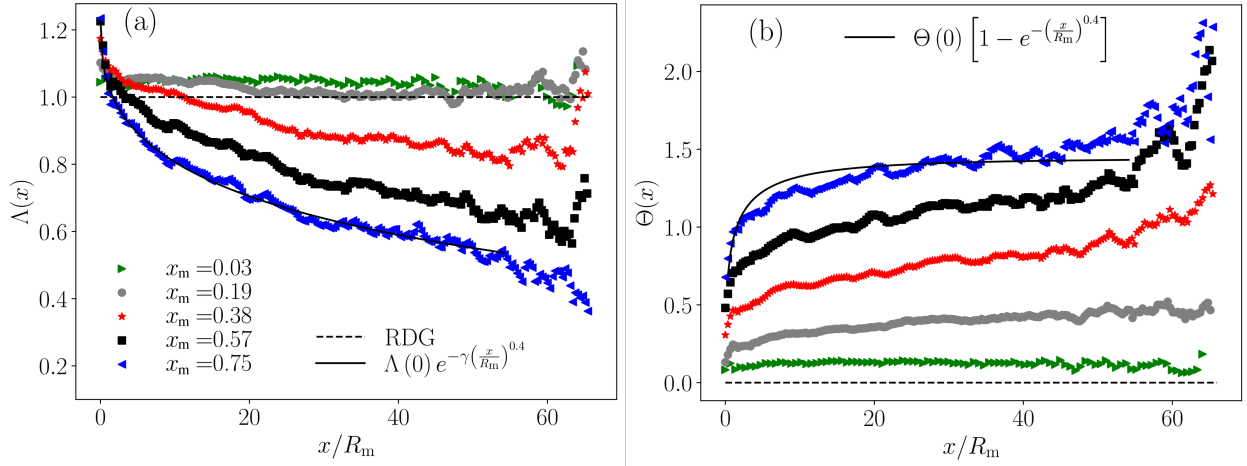 (a)
1.2
1.0
0.8
0.6
0.4
0.2
Λ(x)
x_m =0.03
x_m =0.19
x_m =0.38
x_m =0.57
x_m =0.75
RDG
Λ (0) e^{-γ(x/R_m)^{0.4}}
0 20 40 60
x/R_m
(b)
Θ (0) [1 − e^{-(x/R_m)^{0.4}}]
2.0
1.5
1.0
0.5
0.0
Θ(x)
0 20 40 60
x/R_m